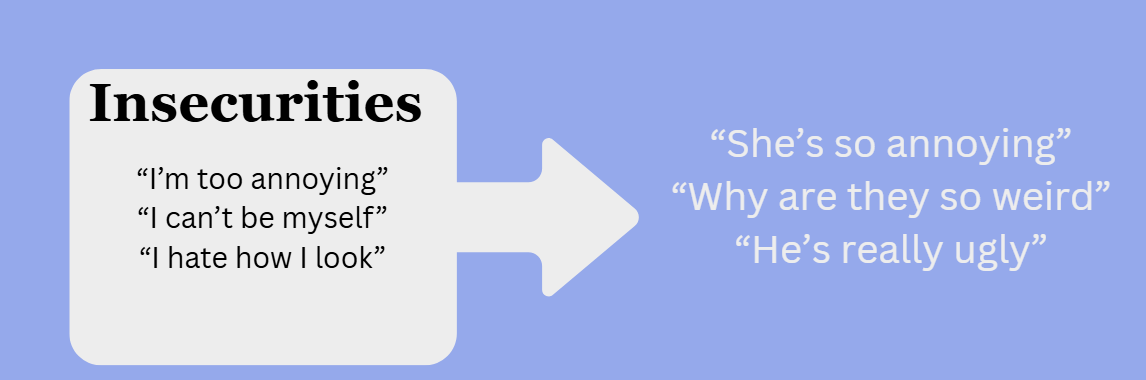 Insecurities
“I’m too annoying”
“I can’t be myself”
“I hate how I look”
“She’s so annoying”
“Why are they so weird”
“He’s really ugly”